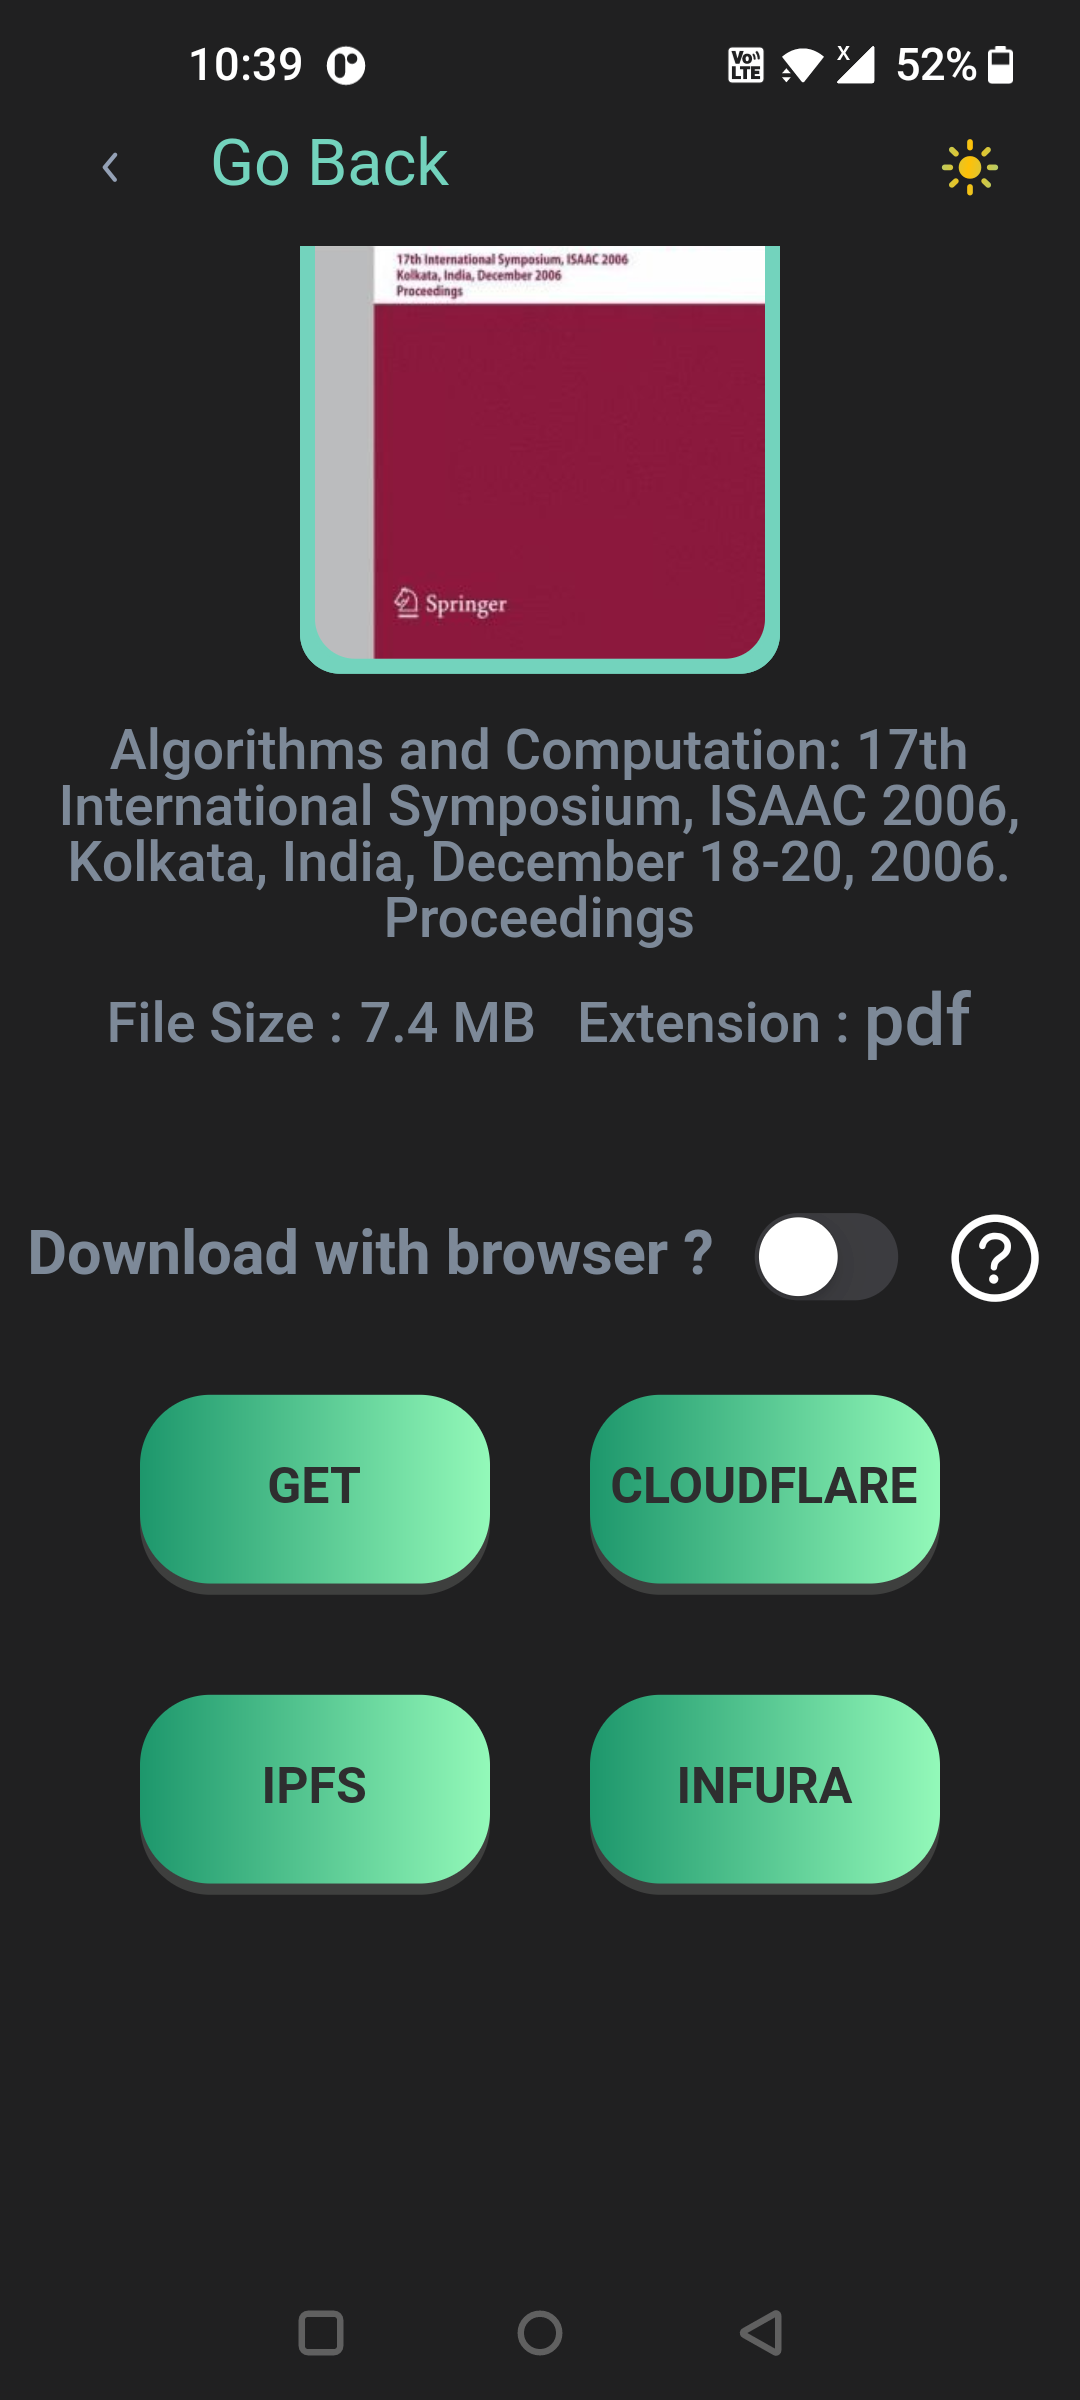 10:39
VoLTE
X
52%
Go Back
17th International Symposium, ISAAC 2006
Kolkata, India, December 2006
Proceedings
Springer
Algorithms and Computation: 17th
International Symposium, ISAAC 2006,
Kolkata, India, December 18-20, 2006.
Proceedings
File Size : 7.4 MB Extension : pdf
Download with browser ?
GET
CLOUDFLARE
IPFS
INFURA